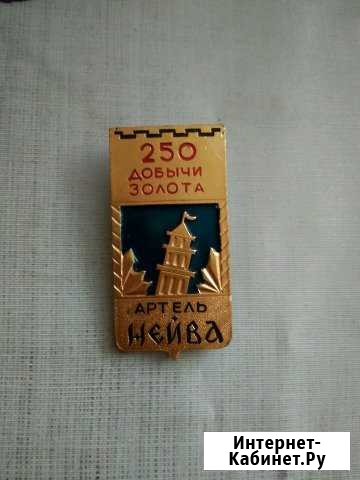 250
ДОБЫЧИ
ЗОЛОТА
АРТЕЛЬ
НЕЙВА
Интернет-
Кабинет.Ру